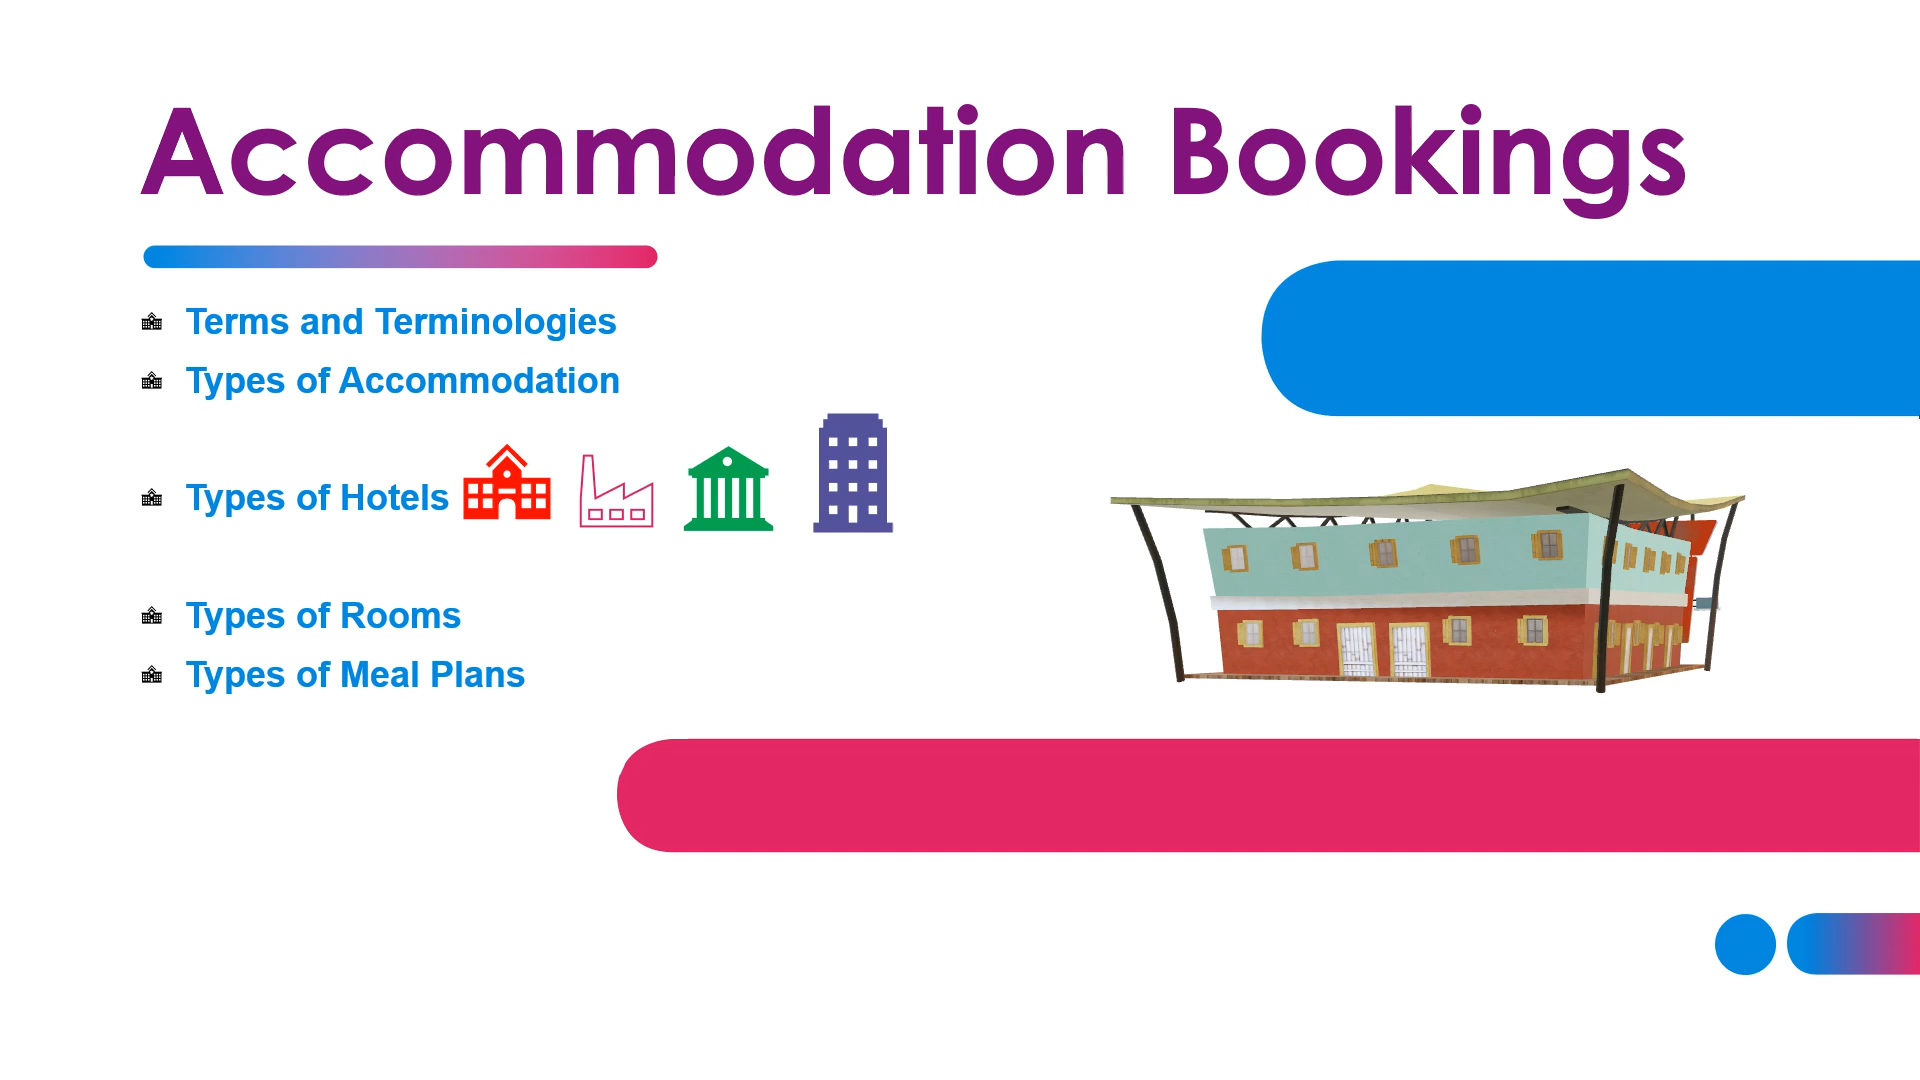 Accommodation Bookings
Terms and Terminologies
Types of Accommodation
Types of Hotels
Types of Rooms
Types of Meal Plans